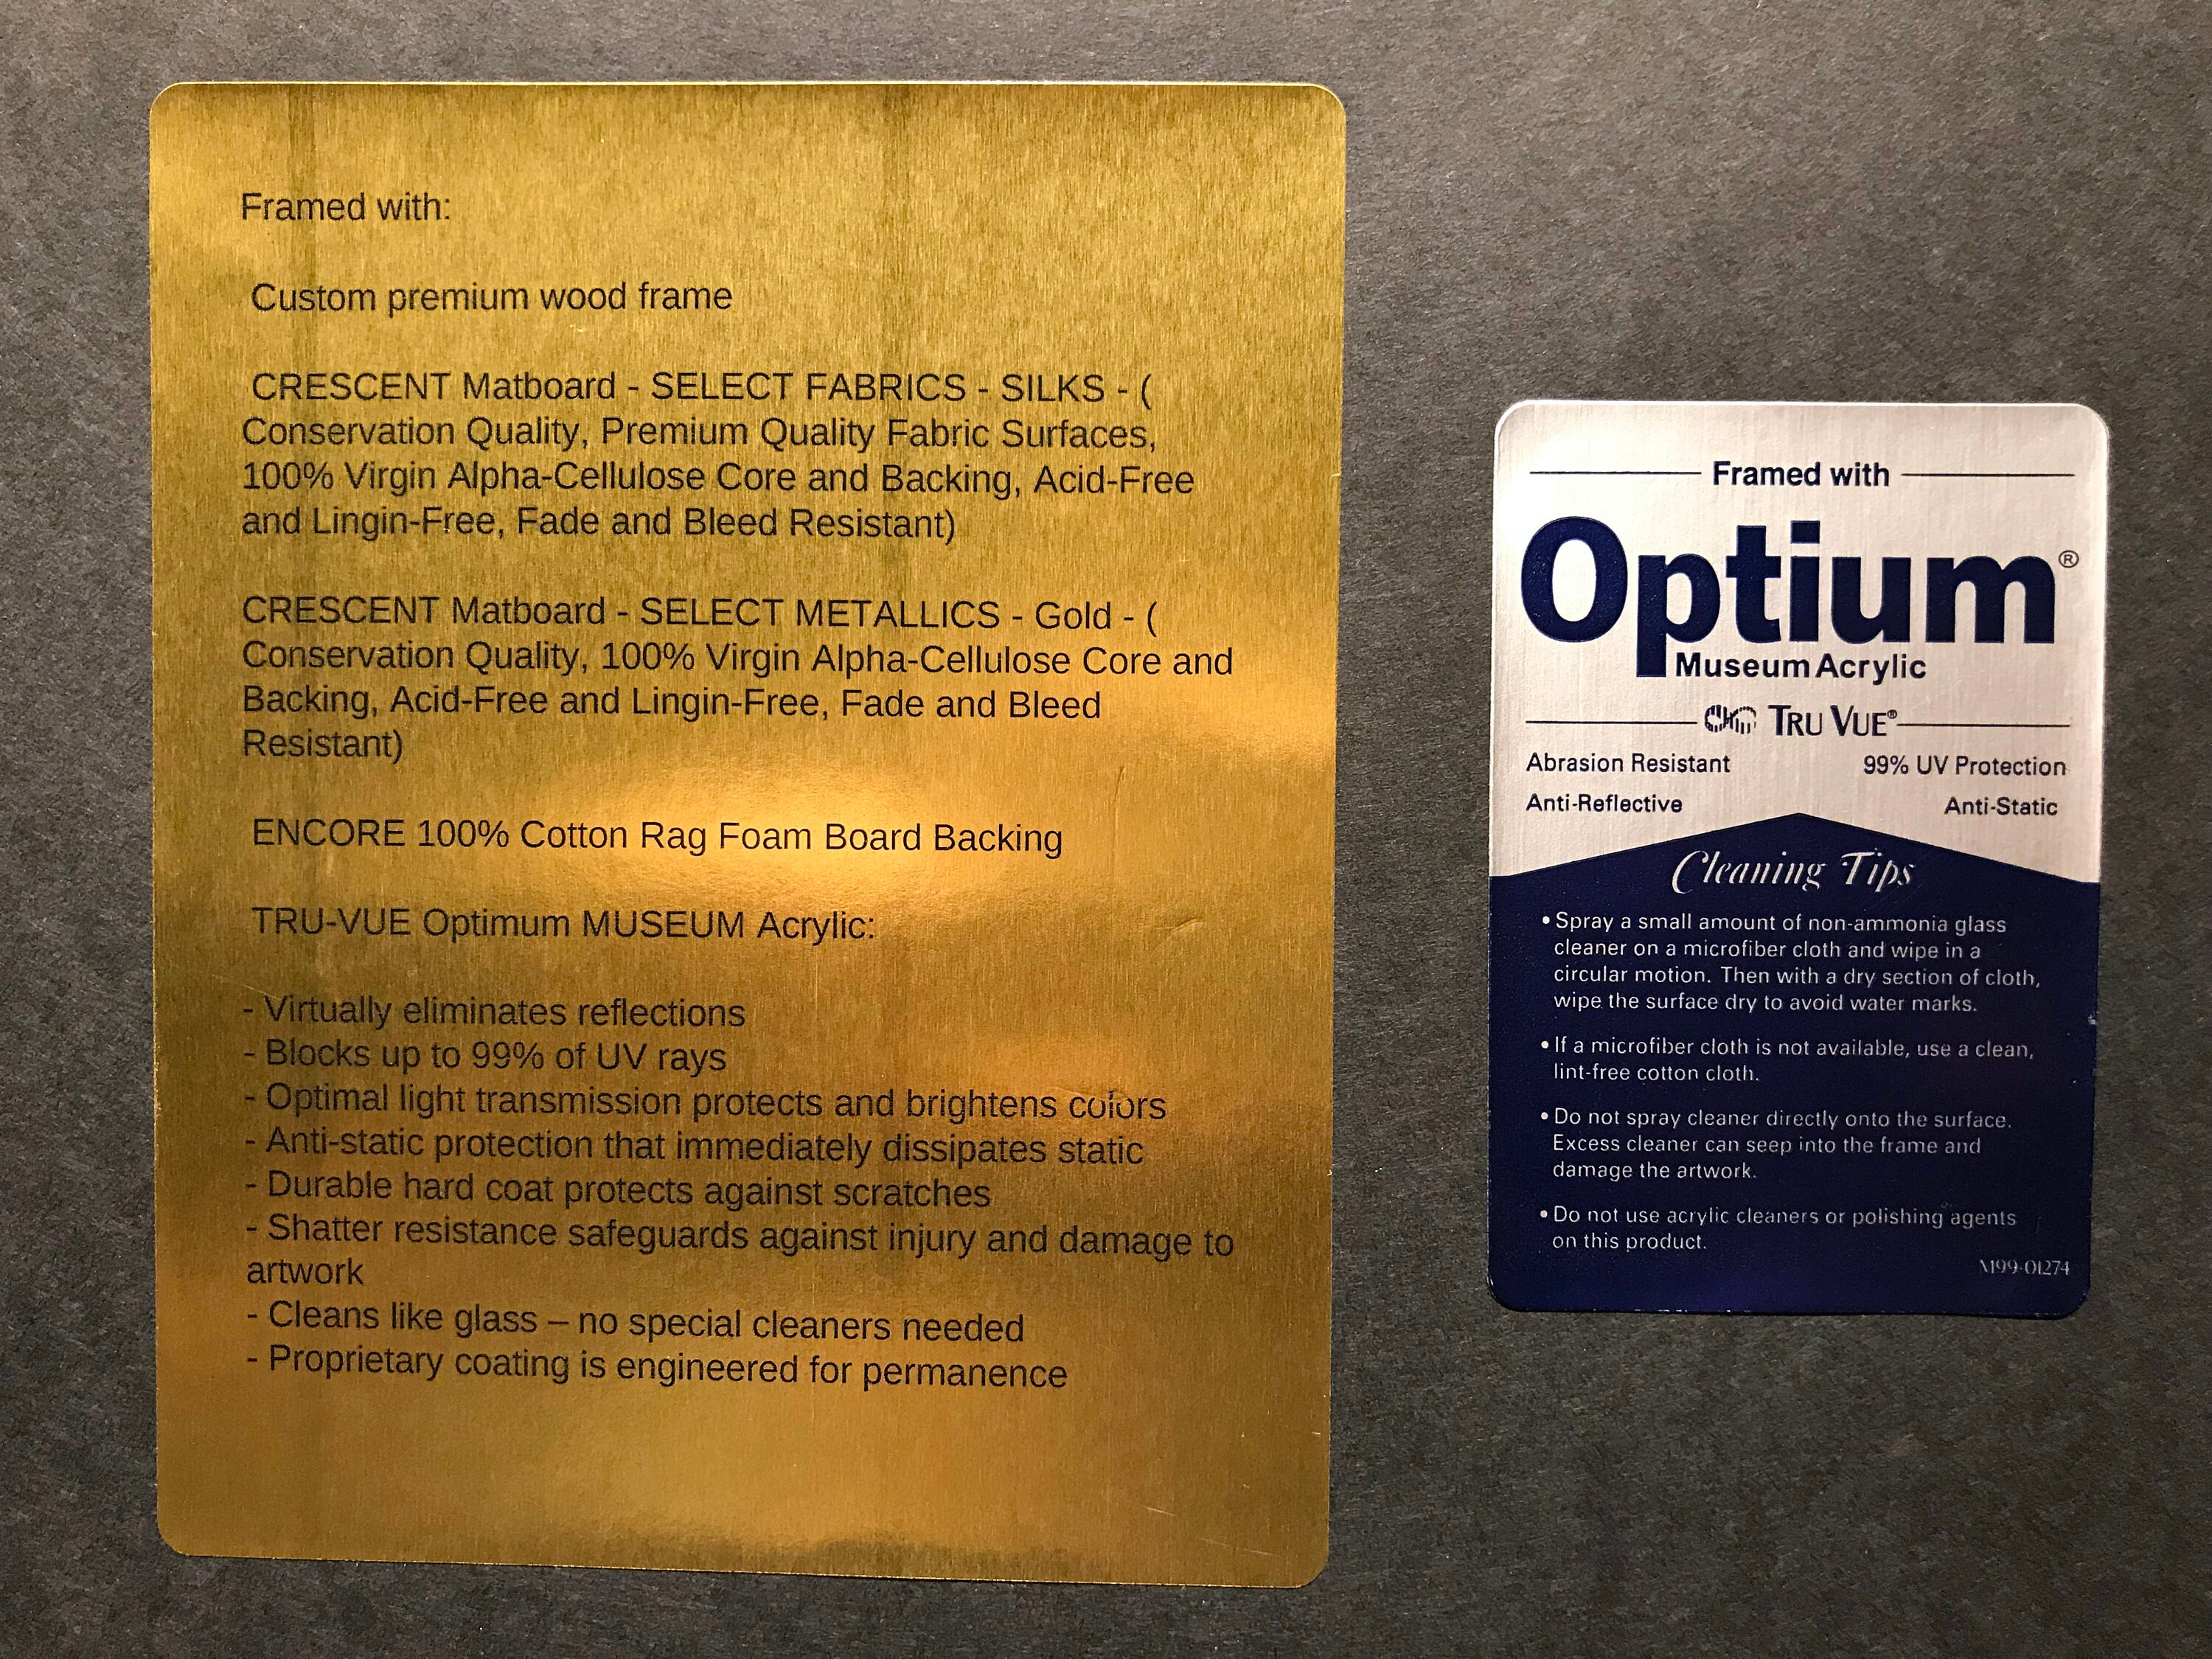 Framed with:
Custom premium wood frame
CRESCENT Matboard - SELECT FABRICS - SILKS - (
Conservation Quality, Premium Quality Fabric Surfaces,
100% Virgin Alpha-Cellulose Core and Backing, Acid-Free
and Lingin-Free, Fade and Bleed Resistant)
CRESCENT Matboard - SELECT METALLICS - Gold - (
Conservation Quality, 100% Virgin Alpha-Cellulose Core and
Backing, Acid-Free and Lingin-Free, Fade and Bleed
Resistant)
ENCORE 100% Cotton Rag Foam Board Backing
TRU-VUE Optimum MUSEUM Acrylic:
- Virtually eliminates reflections
- Blocks up to 99% of UV rays
- Optimal light transmission protects and brightens colors
- Anti-static protection that immediately dissipates static
- Durable hard coat protects against scratches
- Shatter resistance safeguards against injury and damage to
artwork
- Cleans like glass – no special cleaners needed
- Proprietary coating is engineered for permanence
Framed with
Optium®
Museum Acrylic
TRU VUE®
Abrasion Resistant 99% UV Protection
Anti-Reflective Anti-Static
Cleaning Tips
• Spray a small amount of non-ammonia glass
cleaner on a microfiber cloth and wipe in a
circular motion. Then with a dry section of cloth,
wipe the surface dry to avoid water marks.
• If a microfiber cloth is not available, use a clean,
lint-free cotton cloth.
• Do not spray cleaner directly onto the surface.
Excess cleaner can seep into the frame and
damage the artwork.
• Do not use acrylic cleaners or polishing agents
on this product.
M99-01274